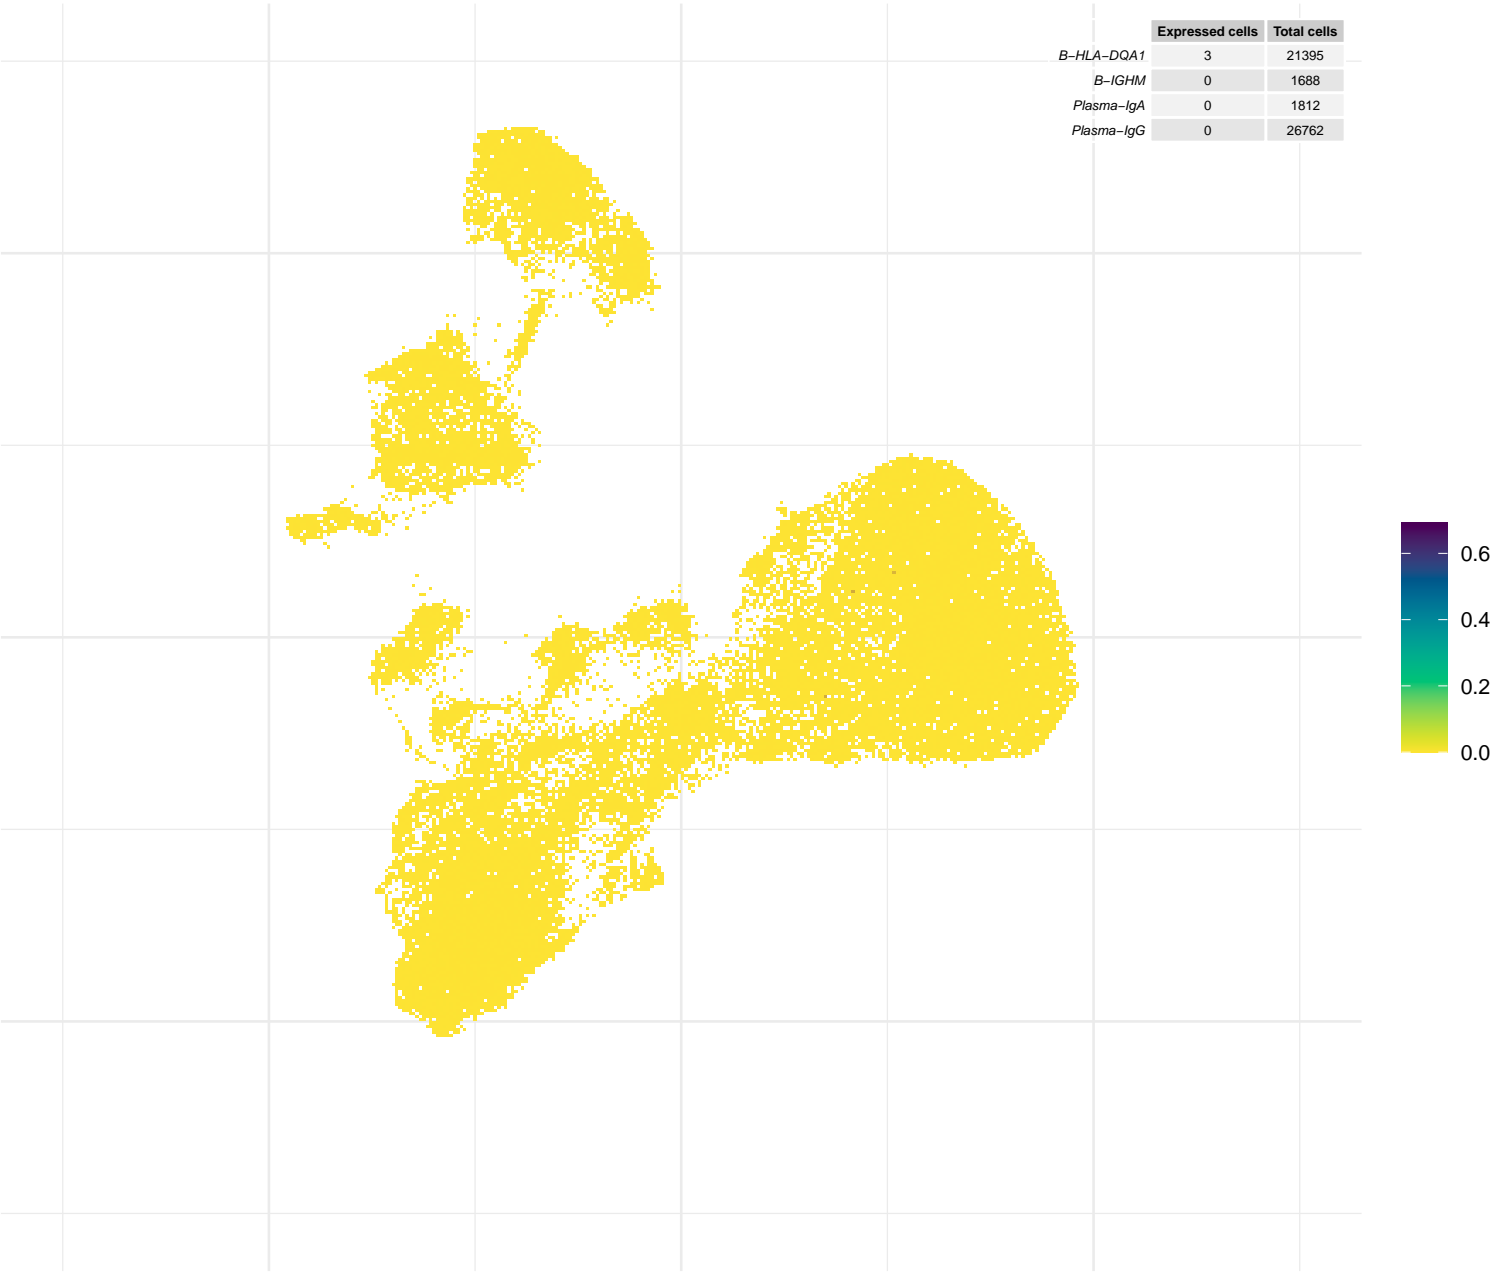 Expressed cells Total cells
B−HLA−DQA1 3 21395
B−IGHM 0 1688
Plasma−IgA 0 1812
Plasma−IgG 0 26762
0.6
0.4
0.2
0.0